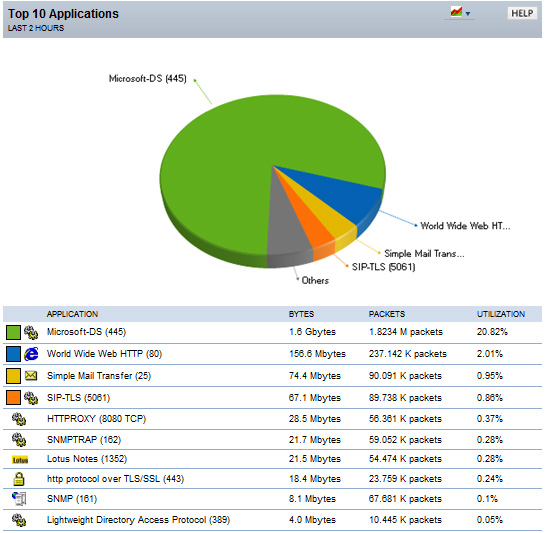 Top 10 Applications
HELP
LAST 2 HOURS
Microsoft-DS (445)
World Wide Web HT...
Simple Mail Trans...
SIP-TLS (5061)
Others
APPLICATION BYTES PACKETS UTILIZATION
Microsoft-DS (445) 1.6 Gbytes 1.8234 M packets 20.82%
World Wide Web HTTP (80) 156.6 Mbytes 237.142 K packets 2.01%
Simple Mail Transfer (25) 74.4 Mbytes 90.091 K packets 0.95%
SIP-TLS (5061) 67.1 Mbytes 89.738 K packets 0.86%
HTTPROXY (8080 TCP) 28.5 Mbytes 56.361 K packets 0.37%
SNMPTRAP (162) 21.7 Mbytes 59.052 K packets 0.28%
Lotus Lotus Notes (1352) 21.5 Mbytes 54.474 K packets 0.28%
http protocol over TLS/SSL (443) 18.4 Mbytes 23.759 K packets 0.24%
SNMP (161) 8.1 Mbytes 67.681 K packets 0.1%
Lightweight Directory Access Protocol (389) 4.0 Mbytes 10.445 K packets 0.05%